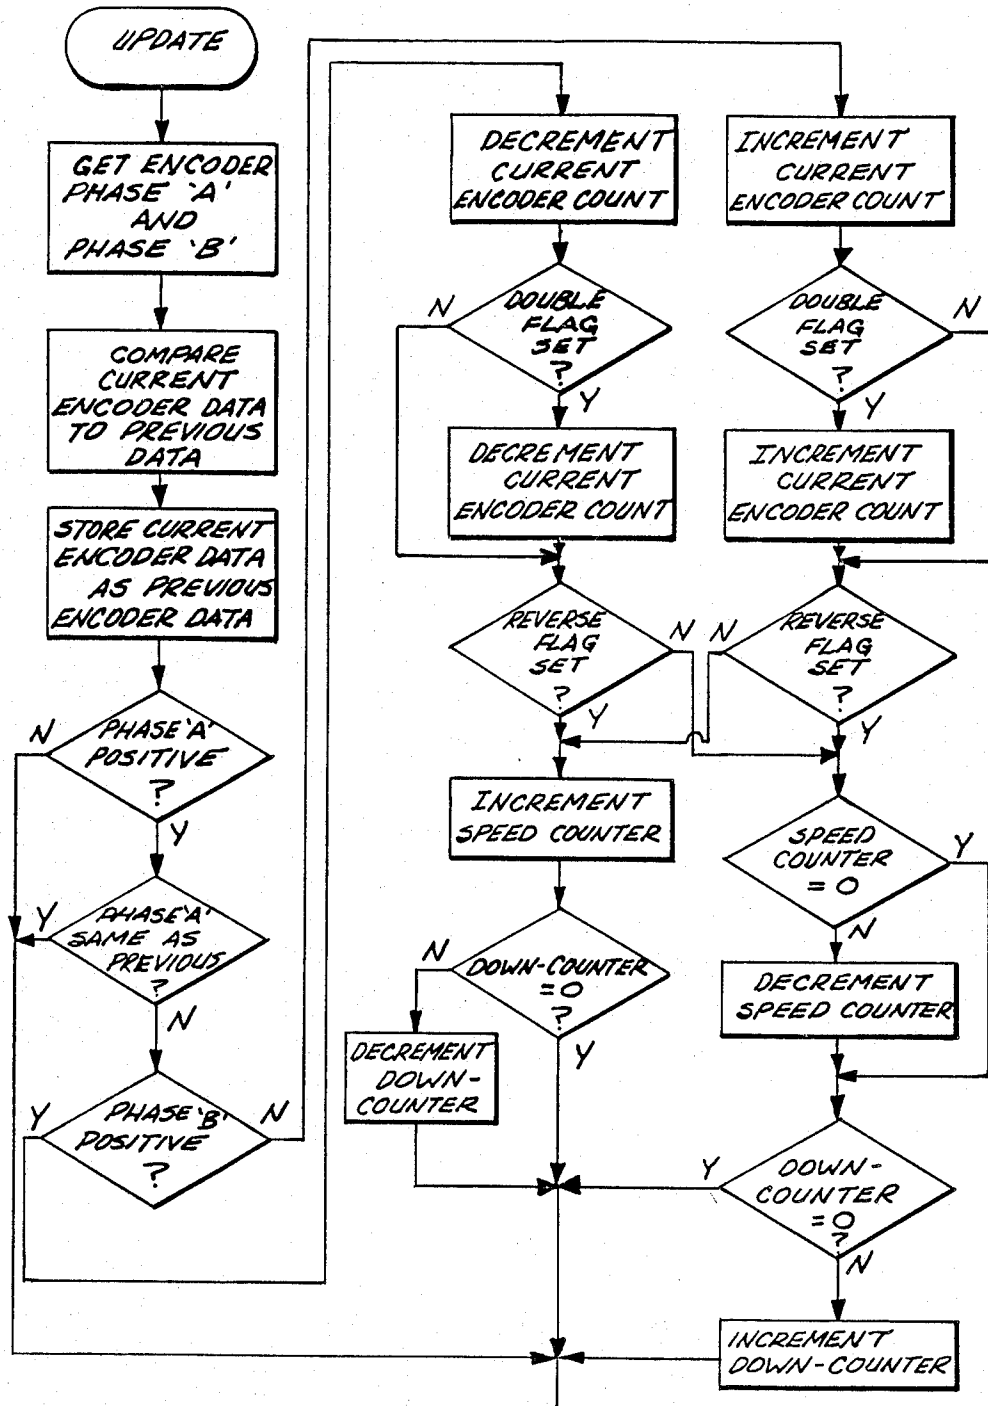 UPDATE
GET ENCODER
PHASE 'A'
AND
PHASE 'B'
COMPARE
CURRENT
ENCODER DATA
TO PREVIOUS
DATA
STORE CURRENT
ENCODER DATA
AS PREVIOUS
ENCODER DATA
PHASE 'A'
POSITIVE
?
N
Y
PHASE 'A'
SAME AS
PREVIOUS
?
Y
N
PHASE 'B'
POSITIVE
?
Y
N
DECREMENT
CURRENT
ENCODER COUNT
DOUBLE
FLAG
SET
?
N
Y
DECREMENT
CURRENT
ENCODER COUNT
REVERSE
FLAG
SET
?
N
Y
INCREMENT
SPEED COUNTER
DOWN-COUNTER
=0
?
N
Y
DECREMENT
DOWN-
COUNTER
INCREMENT
CURRENT
ENCODER COUNT
DOUBLE
FLAG
SET
?
N
Y
INCREMENT
CURRENT
ENCODER COUNT
REVERSE
FLAG
SET
?
N
Y
SPEED
COUNTER
= 0
Y
N
DECREMENT
SPEED COUNTER
DOWN-
COUNTER
=0
?
Y
N
INCREMENT
DOWN-COUNTER